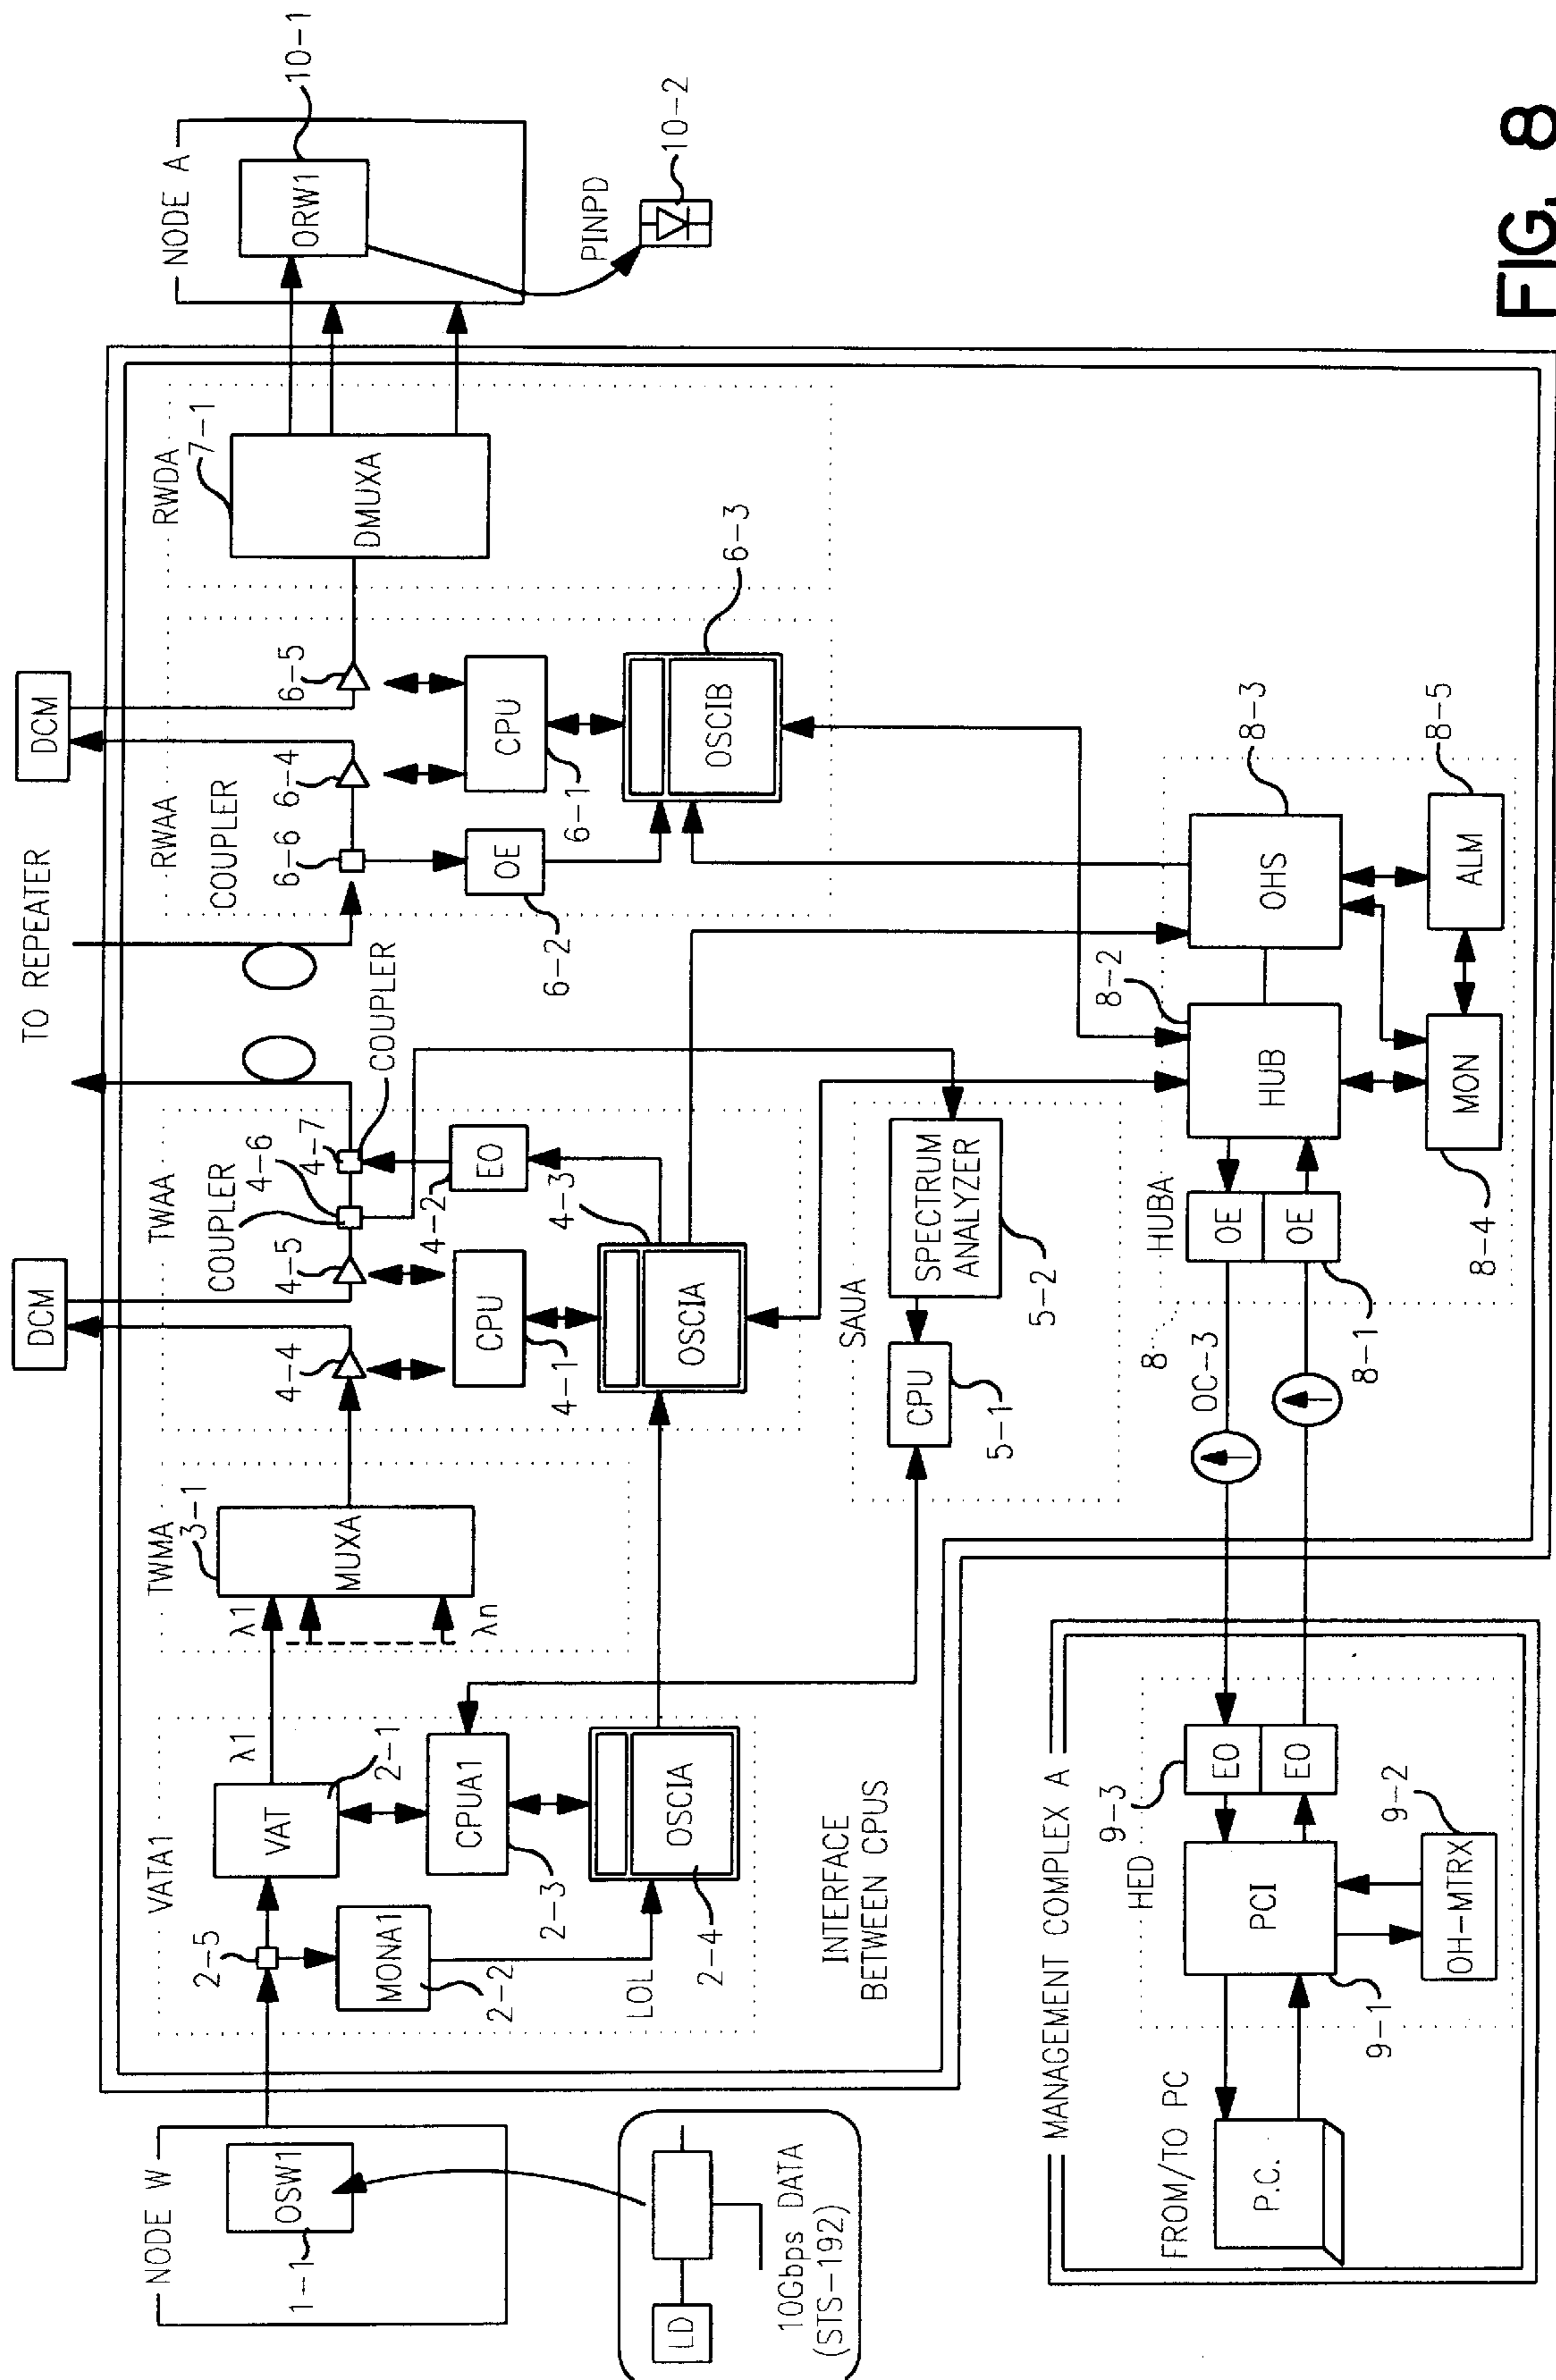 FIG. 8
NODE W
OSW1
1-1
LD
10Gbps DATA
(STS-192)
VATA1
2-5
VAT
λ1
2-1
MONA1
2-2
CPUA1
2-3
LOL
OSCIA
2-4
INTERFACE
BETWEEN CPUS
TWMA
3-1
λ1
MUXA
λn
DCM
TWAA
COUPLER
4-4
4-5
4-6
4-7
COUPLER
CPU
4-1
4-2
EO
4-3
OSCIA
SAUA
CPU
5-1
SPECTRUM
ANALYZER
5-2
TO REPEATER
DCM
RWAA
COUPLER
6-6
6-4
6-5
OE
6-2
CPU
6-1
OSCIB
6-3
RWDA
7-1
DMUXA
NODE A
ORW1
10-1
PINPD
10-2
HUBA
8
OC-3
OE
OE
8-1
8-2
HUB
OHS
8-3
MON
8-4
ALM
8-5
MANAGEMENT COMPLEX A
FROM/TO PC
P.C.
HED
9-3
EO
EO
PCI
9-1
OH-MTRX
9-2